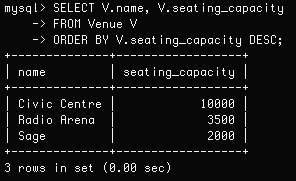 mysql> SELECT V.name, V.seating_capacity
    -> FROM Venue V
    -> ORDER BY V.seating_capacity DESC;
+--------------+------------------+
| name         | seating_capacity |
+--------------+------------------+
| Civic Centre |            10000 |
| Radio Arena  |             3500 |
| Sage         |             2000 |
+--------------+------------------+
3 rows in set (0.00 sec)